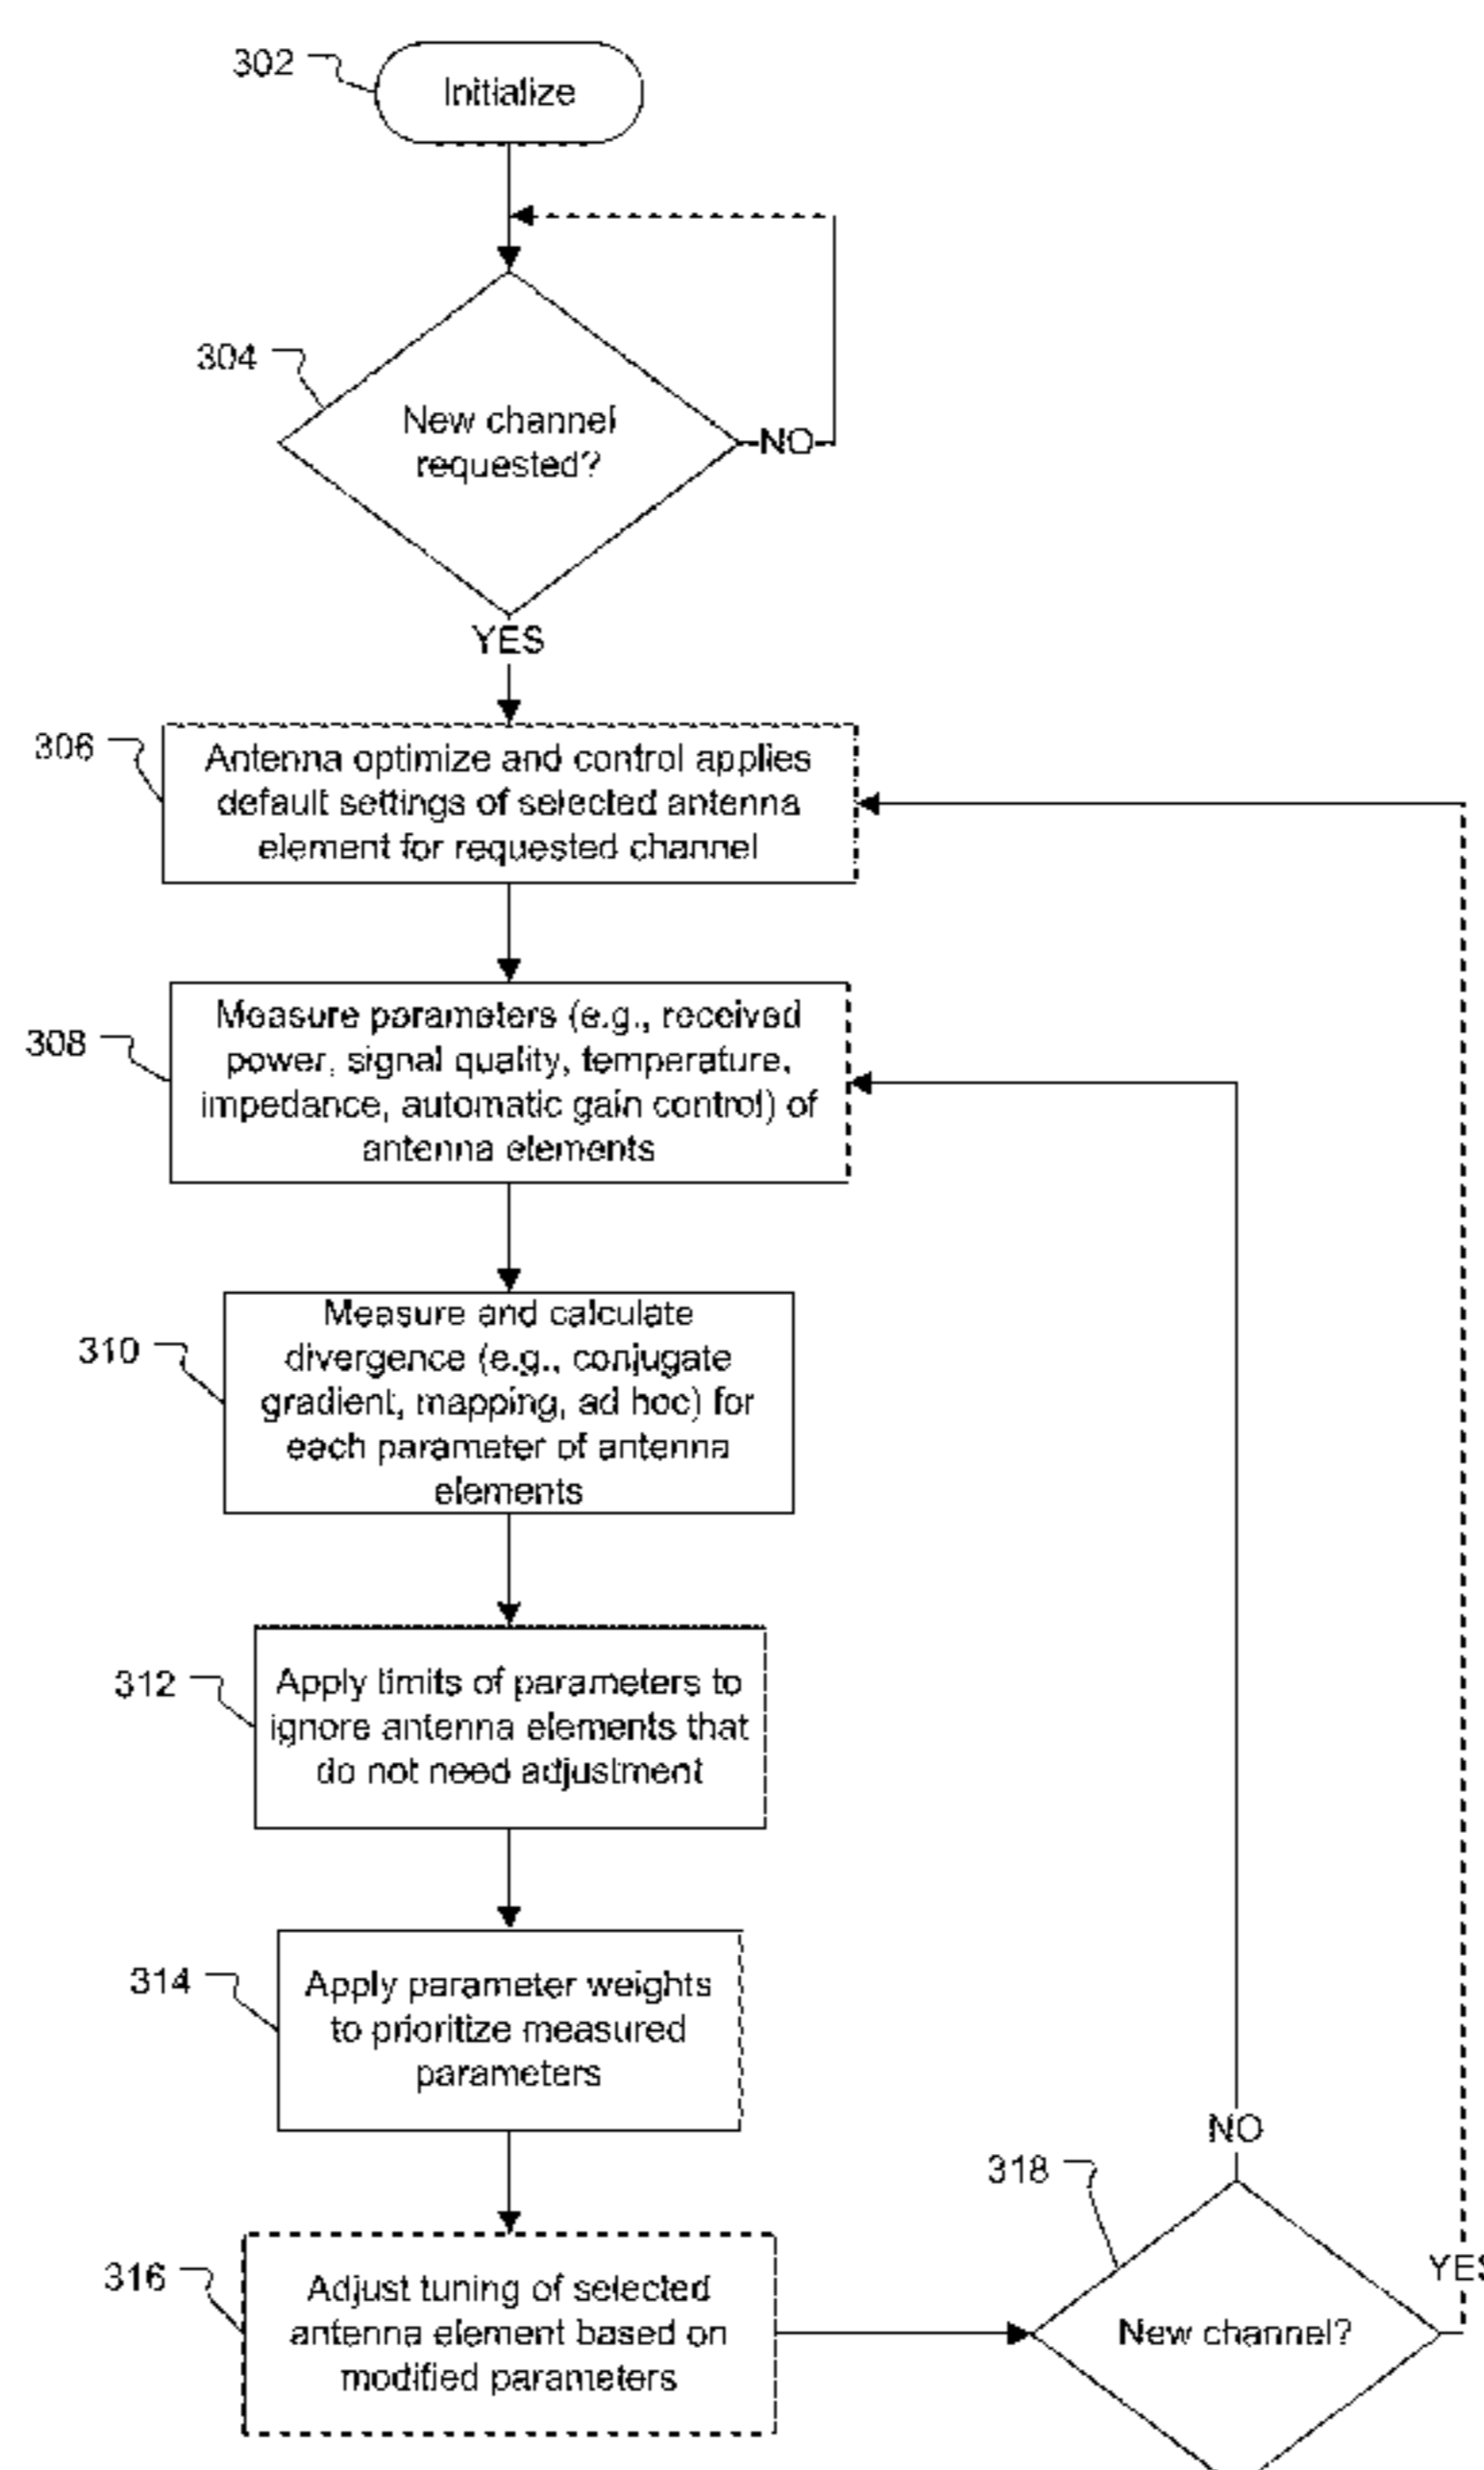 302
Initialize
304
New channel
requested?
NO
YES
306
Antenna optimize and control applies
default settings of selected antenna
element for requested channel
308
Measure parameters (e.g., received
power, signal quality, temperature,
impedance, automatic gain control) of
antenna elements
310
Measure and calculate
divergence (e.g., conjugate
gradient, mapping, ad hoc) for
each parameter of antenna
elements
312
Apply limits of parameters to
ignore antenna elements that
do not need adjustment
314
Apply parameter weights
to prioritize measured
parameters
316
Adjust tuning of selected
antenna element based on
modified parameters
318
New channel?
NO
YES